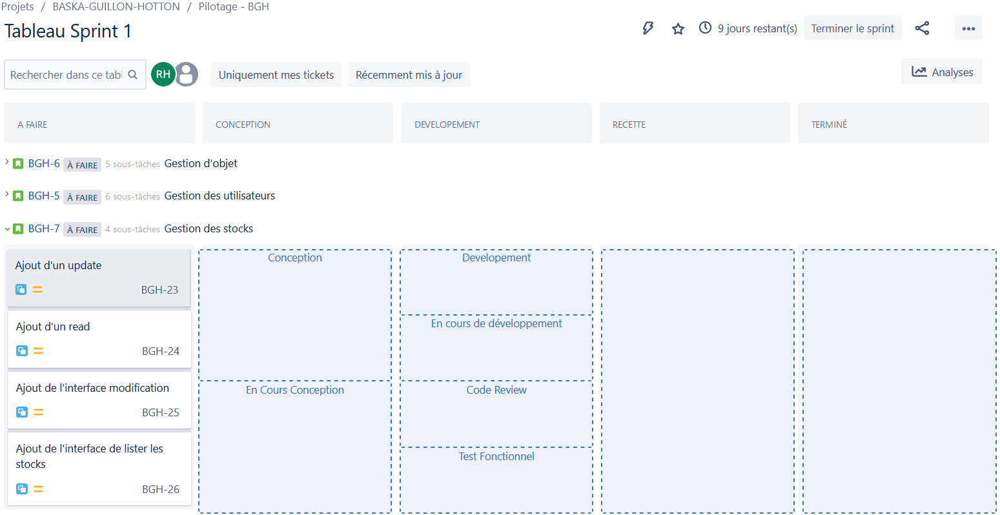 Projets / BASKA-GUILLON-HOTTON / Pilotage - BGH
Tableau Sprint 1
9 jours restant(s)
Terminer le sprint
Rechercher dans ce tabl
RH
Uniquement mes tickets
Récemment mis à jour
Analyses
A FAIRE
CONCEPTION
DEVELOPEMENT
RECETTE
TERMINÉ
BGH-6 À FAIRE 5 sous-tâches Gestion d'objet
BGH-5 À FAIRE 6 sous-tâches Gestion des utilisateurs
BGH-7 À FAIRE 4 sous-tâches Gestion des stocks
Ajout d'un update
BGH-23
Ajout d'un read
BGH-24
Ajout de l'interface modification
BGH-25
Ajout de l'interface de lister les
stocks
BGH-26
Conception
En Cours Conception
Developement
En cours de développement
Code Review
Test Fonctionnel